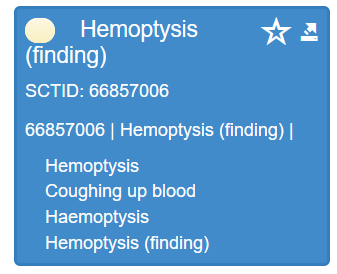 Hemoptysis
(finding)
SCTID: 66857006
66857006 | Hemoptysis (finding) |
Hemoptysis
Coughing up blood
Haemoptysis
Hemoptysis (finding)